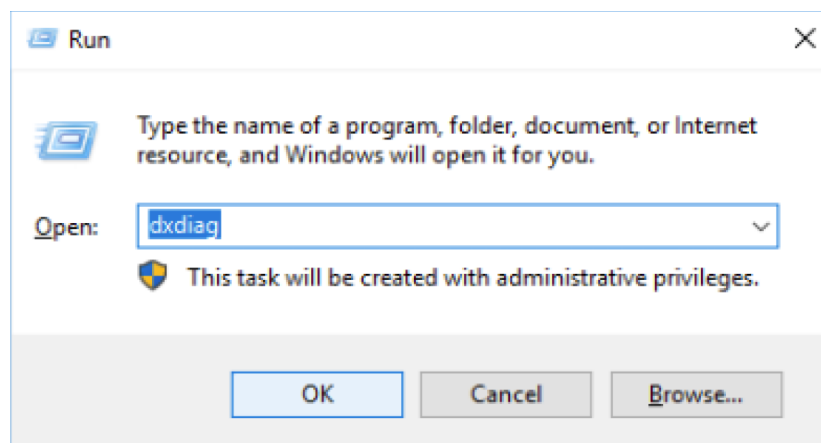 Run
Type the name of a program, folder, document, or Internet
resource, and Windows will open it for you.
Open: dxdiag
This task will be created with administrative privileges.
OK Cancel Browse...